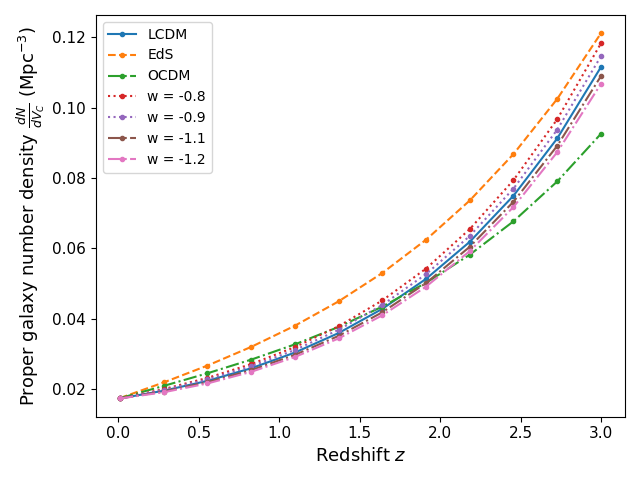 LCDM
EdS
OCDM
w = -0.8
w = -0.9
w = -1.1
w = -1.2
Proper galaxy number density $\frac{dN}{dV_C}$ (Mpc$^{-3}$)
0.12
0.10
0.08
0.06
0.04
0.02
0.0 0.5 1.0 1.5 2.0 2.5 3.0
Redshift z